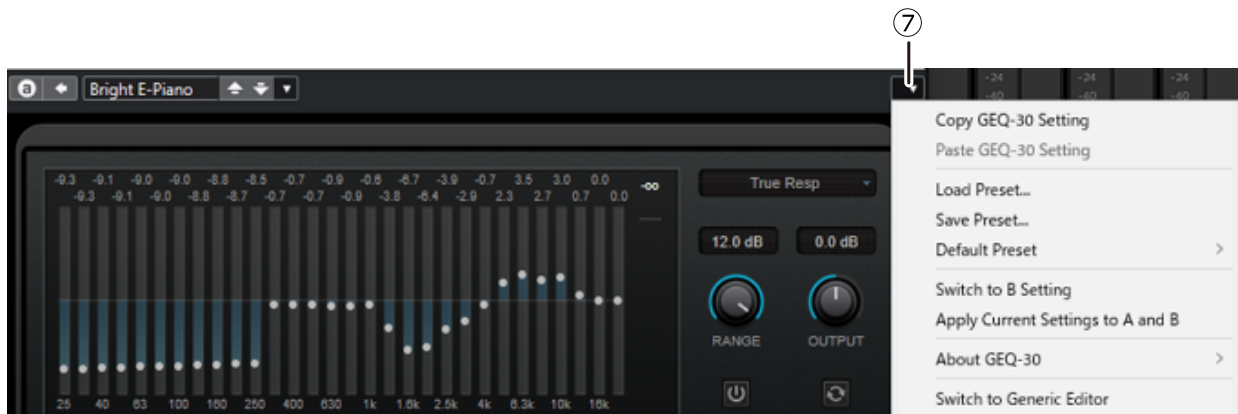 ⑦
a
Bright E-Piano
-24 -24 -24
-40 -40 -40
Copy GEQ-30 Setting
Paste GEQ-30 Setting
Load Preset...
Save Preset...
Default Preset
Switch to B Setting
Apply Current Settings to A and B
About GEQ-30
Switch to Generic Editor
-9.3 -9.1 -9.0 -9.0 -8.8 -8.5 -0.7 -0.9 -0.8 -6.7 -3.9 -0.7 3.5 3.0 0.0 -∞
-9.3 -9.1 -9.0 -8.8 -8.7 -0.7 -0.7 -0.9 -3.8 -6.4 -2.9 2.3 2.7 0.7 0.0
True Resp
12.0 dB 0.0 dB
RANGE OUTPUT
25 40 63 100 160 250 400 630 1k 1.6k 2.5k 4k 6.3k 10k 16k